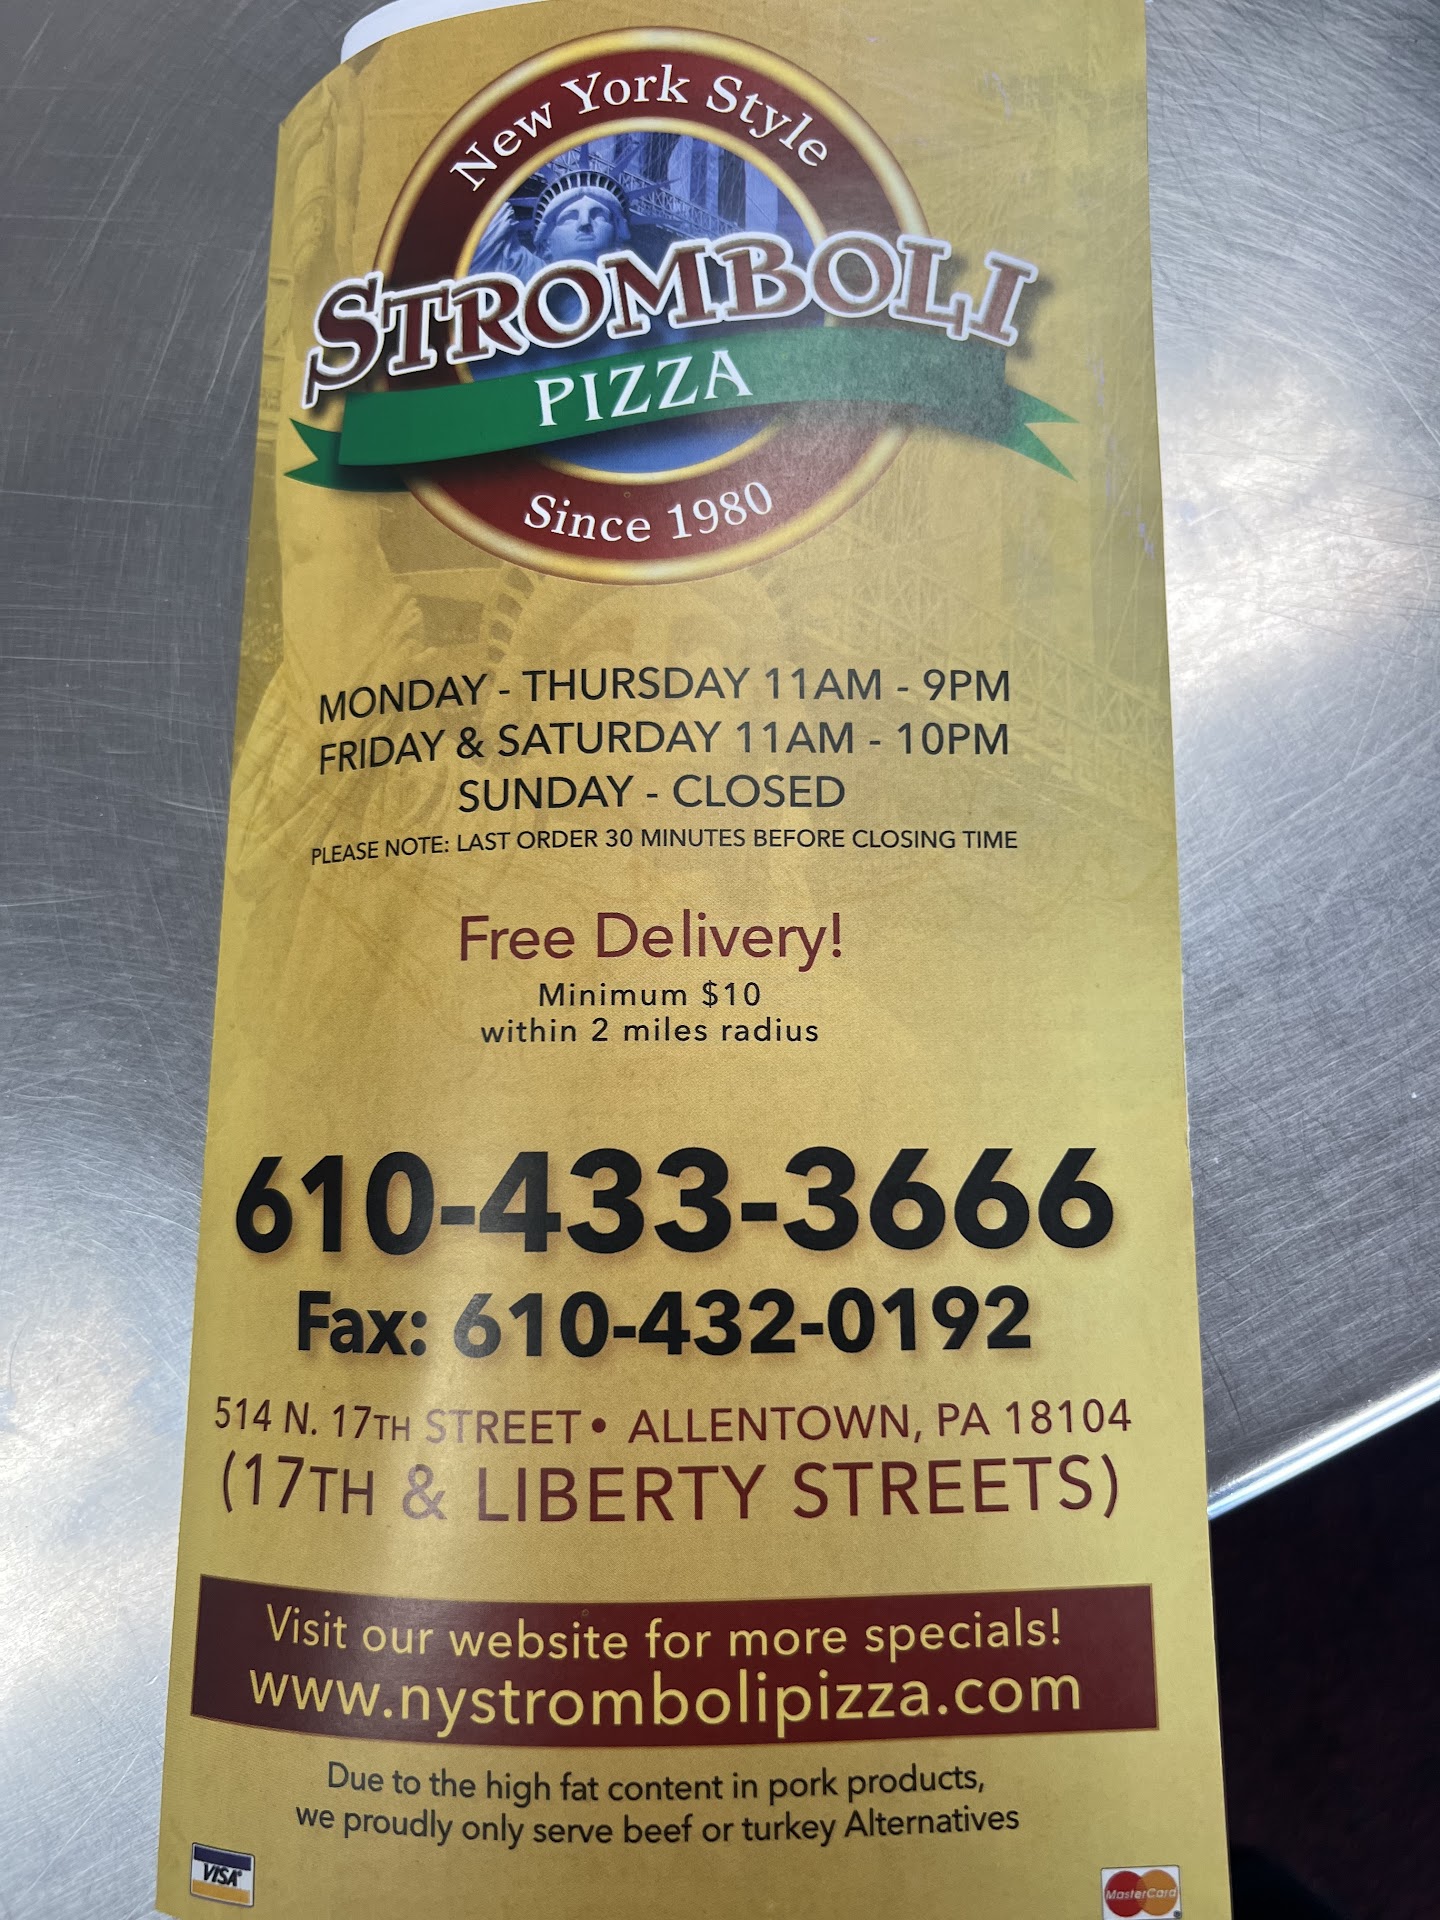 New York Style
STROMBOLI
PIZZA
Since 1980
MONDAY - THURSDAY 11AM - 9PM
FRIDAY & SATURDAY 11AM - 10PM
SUNDAY - CLOSED
PLEASE NOTE: LAST ORDER 30 MINUTES BEFORE CLOSING TIME
Free Delivery!
Minimum $10
within 2 miles radius
610-433-3666
Fax: 610-432-0192
514 N. 17TH STREET • ALLENTOWN, PA 18104
(17TH & LIBERTY STREETS)
Visit our website for more specials!
www.nystrombolipizza.com
Due to the high fat content in pork products,
we proudly only serve beef or turkey Alternatives
VISA
MasterCard